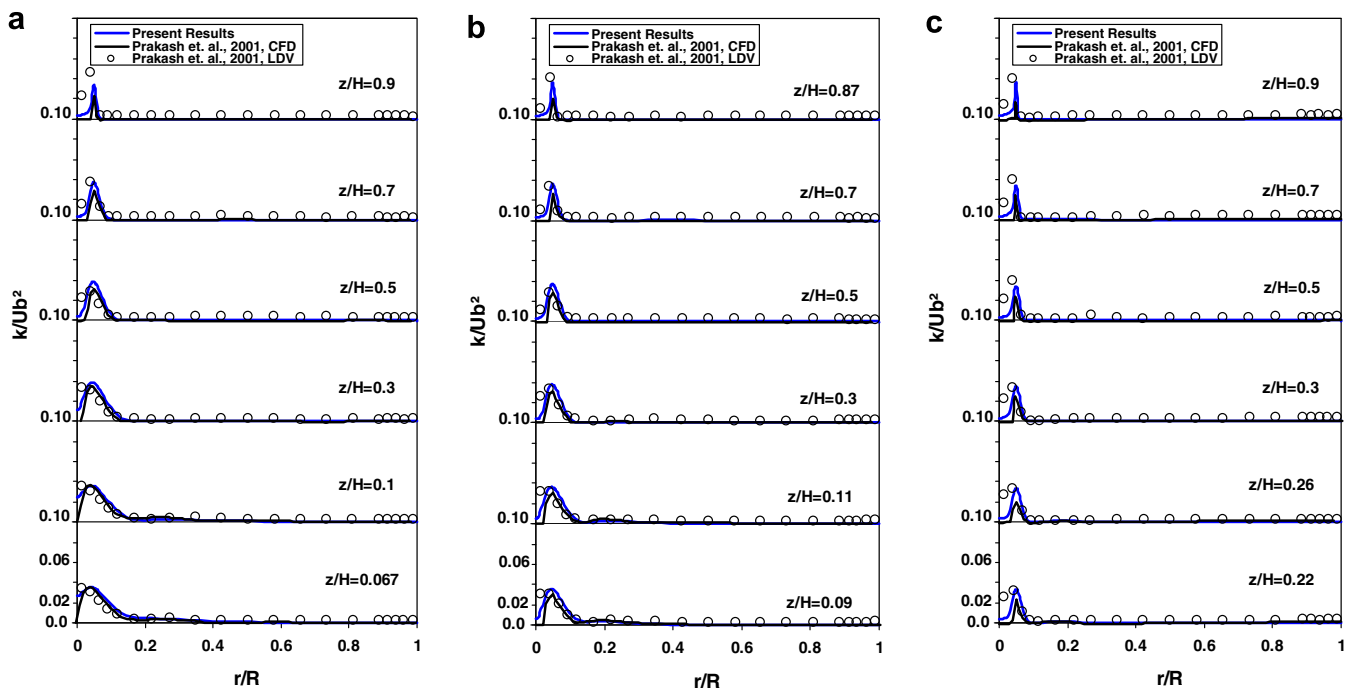 a
Present Results
Prakash et. al., 2001, CFD
Prakash et. al., 2001, LDV
z/H=0.9
0.10
z/H=0.7
0.10
z/H=0.5
0.10
z/H=0.3
0.10
z/H=0.1
0.10
0.06
z/H=0.067
0.02
0.0
0 0.2 0.4 0.6 0.8 1
r/R
k/Ub²
b
Present Results
Prakash et. al., 2001, CFD
Prakash et. al., 2001, LDV
z/H=0.87
0.10
z/H=0.7
0.10
z/H=0.5
0.10
z/H=0.3
0.10
z/H=0.11
0.10
0.06
z/H=0.09
0.02
0.0
0 0.2 0.4 0.6 0.8 1
r/R
k/Ub²
c
Present Results
Prakash et. al., 2001, CFD
Prakash et. al., 2001, LDV
z/H=0.9
0.10
z/H=0.7
0.10
z/H=0.5
0.10
z/H=0.3
0.10
z/H=0.26
0.10
0.06
z/H=0.22
0.02
0.0
0 0.2 0.4 0.6 0.8 1
r/R
k/Ub²